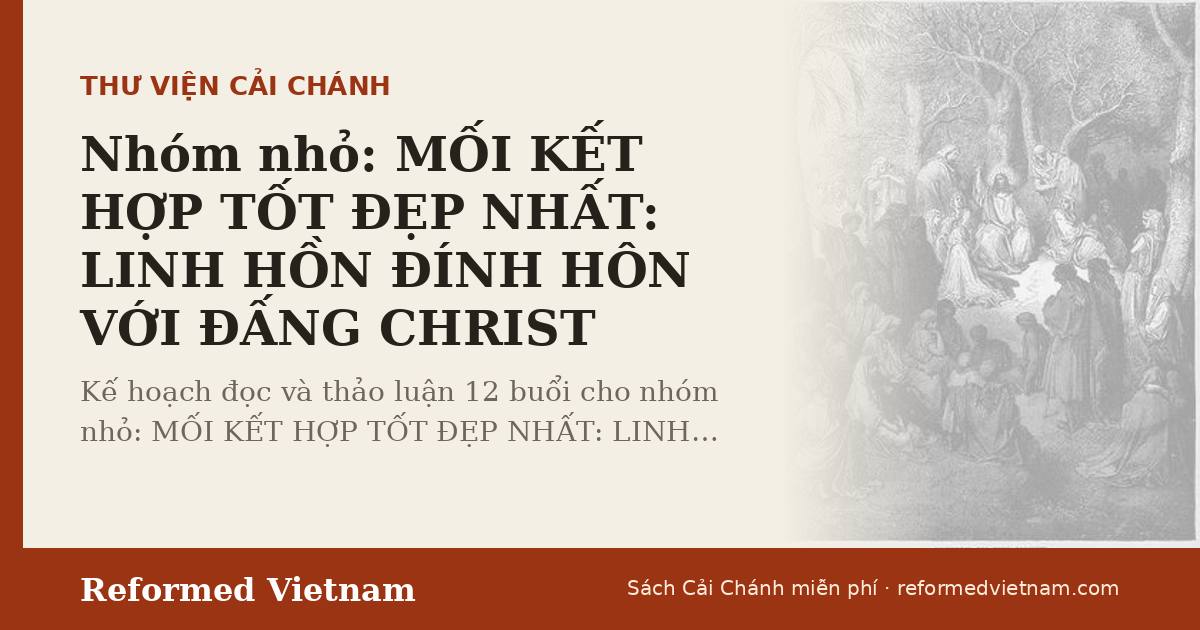 THƯ VIỆN CẢI CHÁNH
Nhóm nhỏ: MỐI KẾT
HỢP TỐT ĐẸP NHẤT:
LINH HỒN ĐÍNH HÔN
VỚI ĐẤNG CHRIST
Kế hoạch đọc và thảo luận 12 buổi cho nhóm
nhỏ: MỐI KẾT HỢP TỐT ĐẸP NHẤT: LINH…
Reformed Vietnam
Sách Cải Chánh miễn phí · reformedvietnam.com